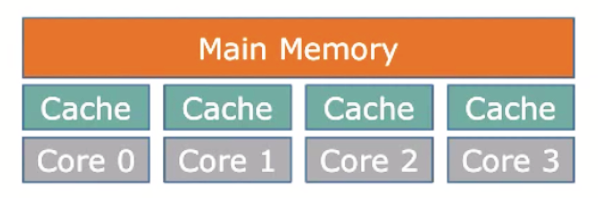 Main Memory
Cache Cache Cache Cache
Core 0 Core 1 Core 2 Core 3